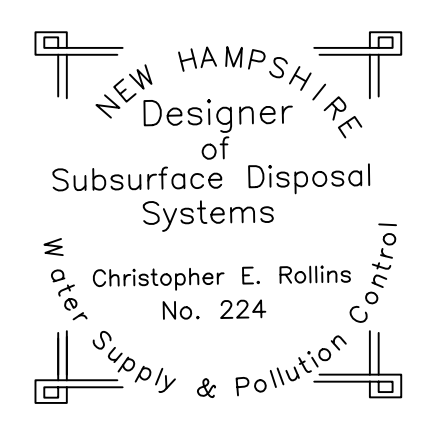 NEW HAMPSHIRE
Designer
of
Subsurface Disposal
Systems
Christopher E. Rollins
No. 224
Water Supply & Pollution Control